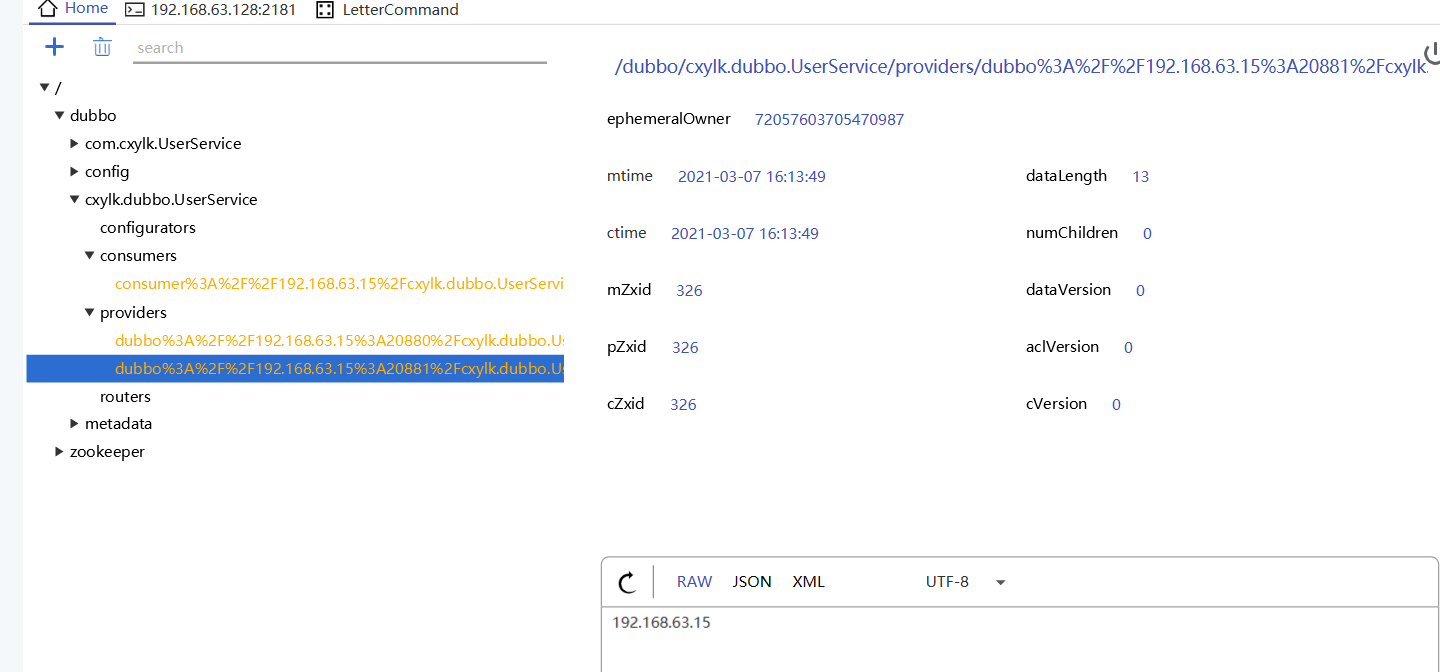 Home 192.168.63.128:2181 LetterCommand
search
/
dubbo
com.cxylk.UserService
config
cxylk.dubbo.UserService
configurators
consumers
consumer%3A%2F%2F192.168.63.15%2Fcxylk.dubbo.UserServi
providers
dubbo%3A%2F%2F192.168.63.15%3A20880%2Fcxylk.dubbo.Us
dubbo%3A%2F%2F192.168.63.15%3A20881%2Fcxylk.dubbo.Us
routers
metadata
zookeeper
/dubbo/cxylk.dubbo.UserService/providers/dubbo%3A%2F%2F192.168.63.15%3A20881%2Fcxylk.
ephemeralOwner 72057603705470987
mtime 2021-03-07 16:13:49 dataLength 13
ctime 2021-03-07 16:13:49 numChildren 0
mZxid 326 dataVersion 0
pZxid 326 aclVersion 0
cZxid 326 cVersion 0
RAW JSON XML UTF-8
192.168.63.15